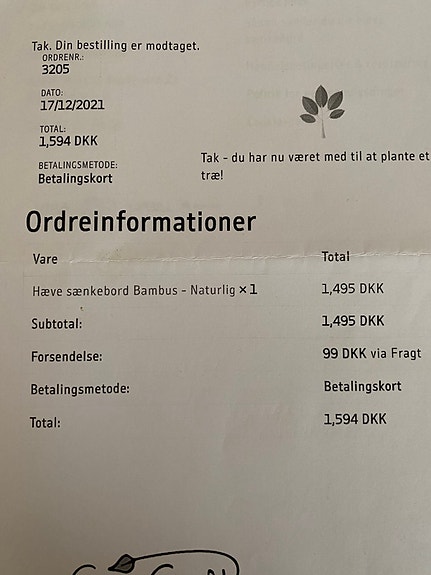 Tak. Din bestilling er modtaget.
ORDRENR.:
3205
DATO:
17/12/2021
TOTAL:
1,594 DKK
BETALINGSMETODE:
Betalingskort
Tak - du har nu været med til at plante et
træ!
Ordreinformationer
Vare Total
Hæve sænkebord Bambus - Naturlig × 1 1,495 DKK
Subtotal: 1,495 DKK
Forsendelse: 99 DKK via Fragt
Betalingsmetode: Betalingskort
Total: 1,594 DKK